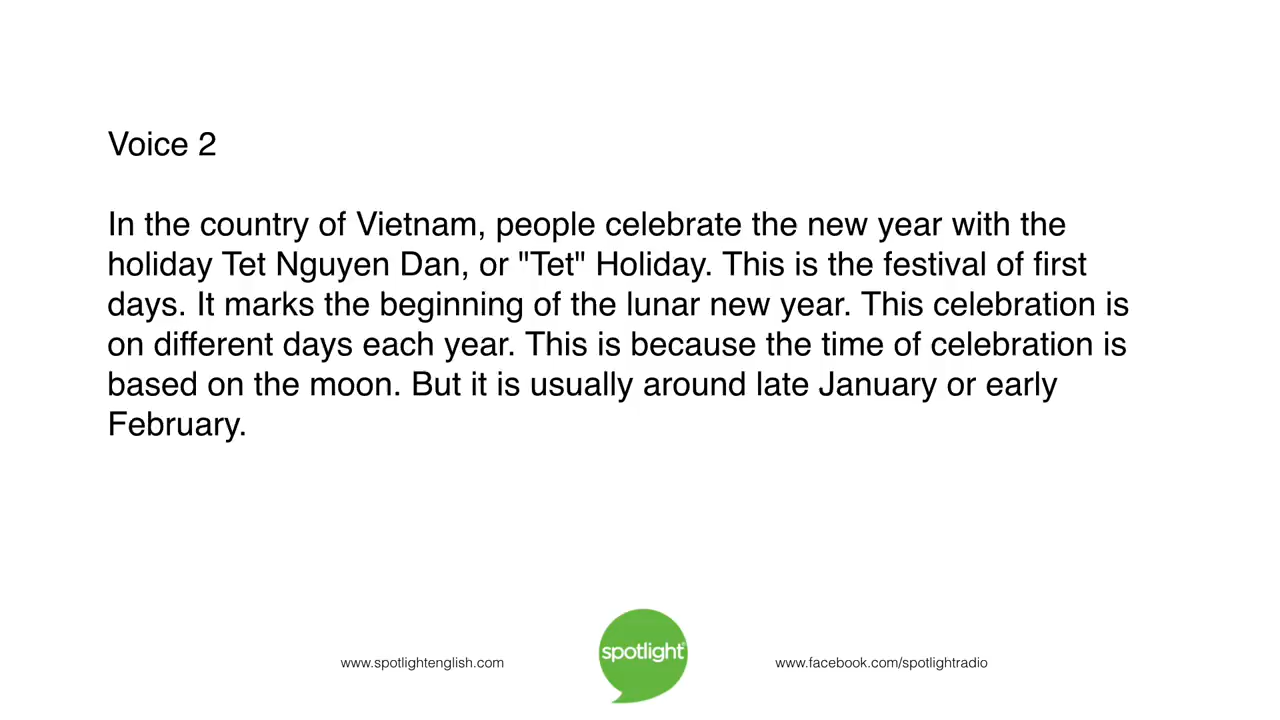 Voice 2
In the country of Vietnam, people celebrate the new year with the
holiday Tet Nguyen Dan, or "Tet" Holiday. This is the festival of first
days. It marks the beginning of the lunar new year. This celebration is
on different days each year. This is because the time of celebration is
based on the moon. But it is usually around late January or early
February.
www.spotlightenglish.com
spotlight®
www.facebook.com/spotlightradio